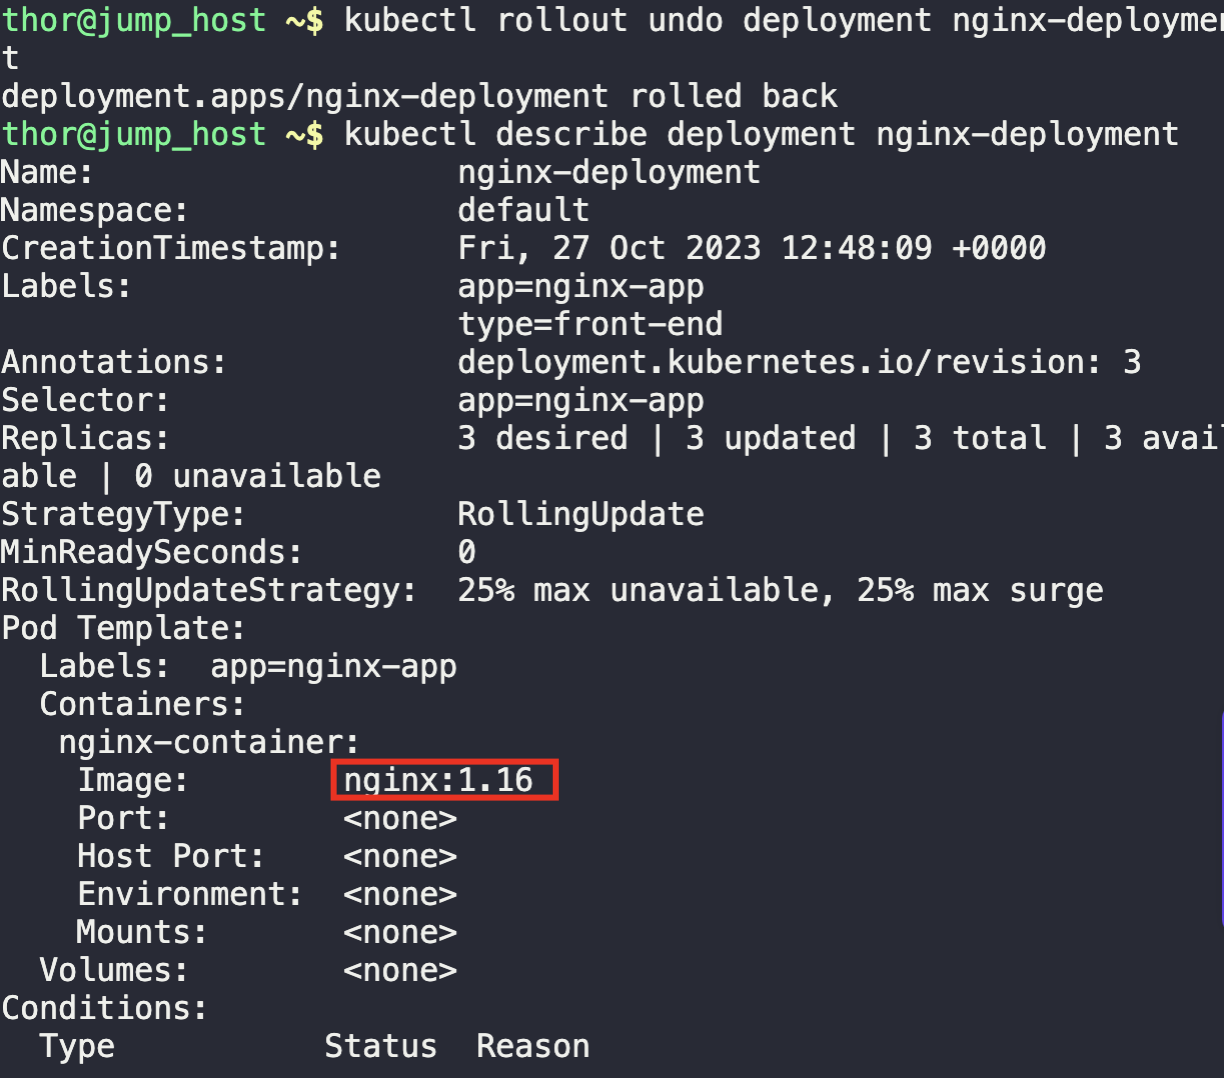 thor@jump_host ~$ kubectl rollout undo deployment nginx-deploymen
t
deployment.apps/nginx-deployment rolled back
thor@jump_host ~$ kubectl describe deployment nginx-deployment
Name:                   nginx-deployment
Namespace:              default
CreationTimestamp:      Fri, 27 Oct 2023 12:48:09 +0000
Labels:                 app=nginx-app
                        type=front-end
Annotations:            deployment.kubernetes.io/revision: 3
Selector:               app=nginx-app
Replicas:               3 desired | 3 updated | 3 total | 3 avail
able | 0 unavailable
StrategyType:           RollingUpdate
MinReadySeconds:        0
RollingUpdateStrategy:  25% max unavailable, 25% max surge
Pod Template:
  Labels:  app=nginx-app
  Containers:
   nginx-container:
    Image:        nginx:1.16
    Port:         <none>
    Host Port:    <none>
    Environment:  <none>
    Mounts:       <none>
  Volumes:        <none>
Conditions:
  Type           Status  Reason